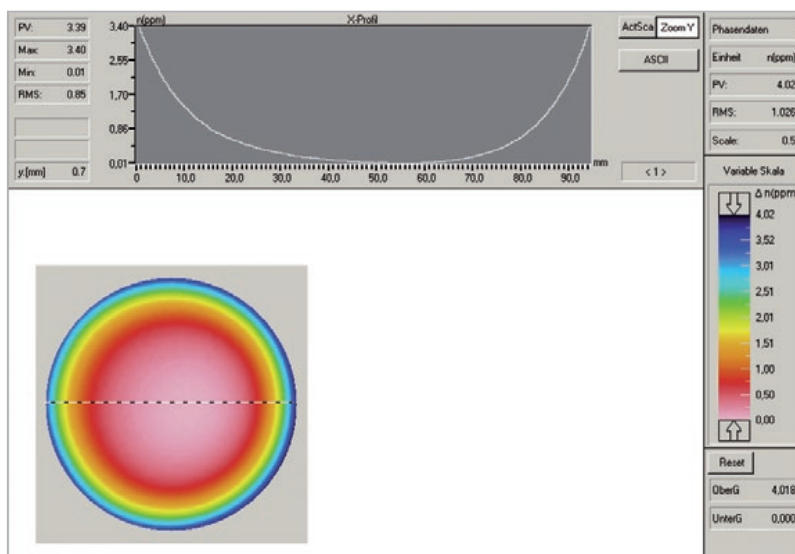 PV: 3.39
Max: 3.40
Min: 0.01
RMS: 0.85
y.[mm] 0.7
n(ppm) X-Profil
3.40
2,55
1,70
0,86
0,01
0 10,0 20,0 30,0 40,0 50,0 60,0 70,0 80,0 90,0 mm
ActSca Zoom Y
ASCII
< 1 >
Phasendaten
Einheit n(ppm)
PV: 4.02
RMS: 1.026
Scale: 0.5
Variable Skala
Δ n(ppm
4,02
3,52
3,01
2,51
2,01
1,51
1,00
0,50
0,00
Reset
OberG 4,018
UnterG 0,000